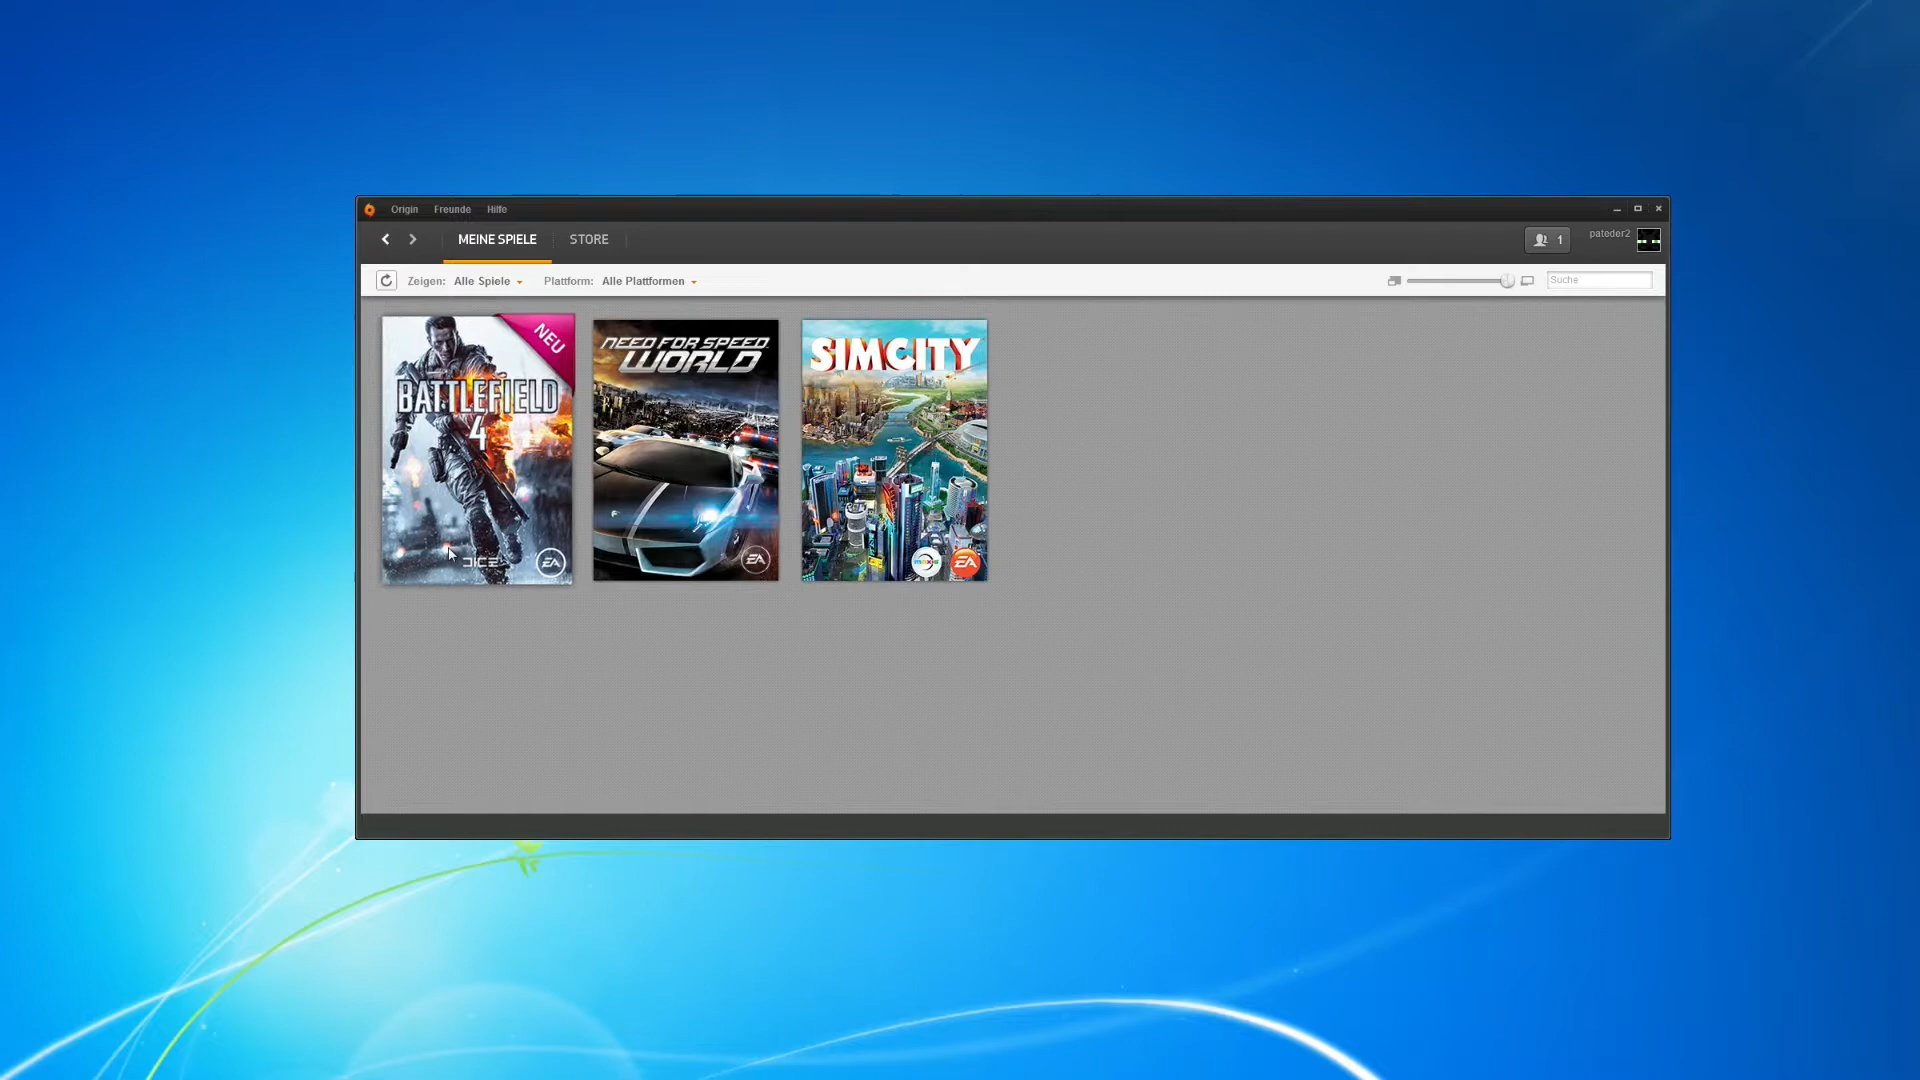 Origin Freunde Hilfe
MEINE SPIELE STORE
1 pateder2
Zeigen: Alle Spiele Plattform: Alle Plattformen
Suche
NEU
BATTLEFIELD
4
DICE
EA
NEED FOR SPEED
WORLD
EA
SIMCITY
maxis
EA